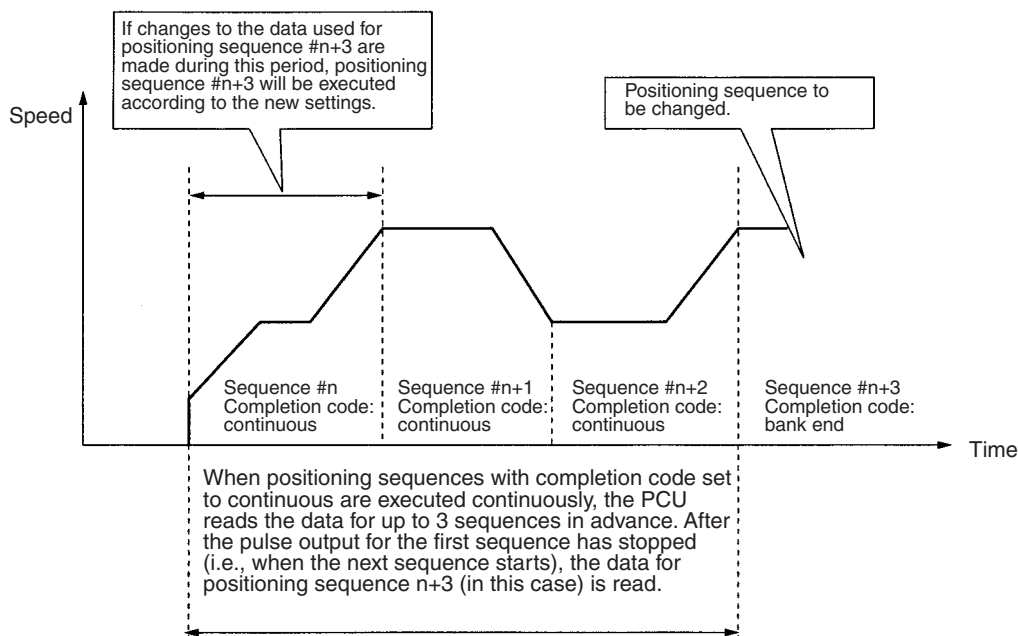 If changes to the data used for
positioning sequence #n+3 are
made during this period, positioning
sequence #n+3 will be executed
according to the new settings.
Speed
Positioning sequence to
be changed.
Sequence #n
Completion code:
continuous
Sequence #n+1
Completion code:
continuous
Sequence #n+2
Completion code:
continuous
Sequence #n+3
Completion code:
bank end
Time
When positioning sequences with completion code set
to continuous are executed continuously, the PCU
reads the data for up to 3 sequences in advance. After
the pulse output for the first sequence has stopped
(i.e., when the next sequence starts), the data for
positioning sequence n+3 (in this case) is read.